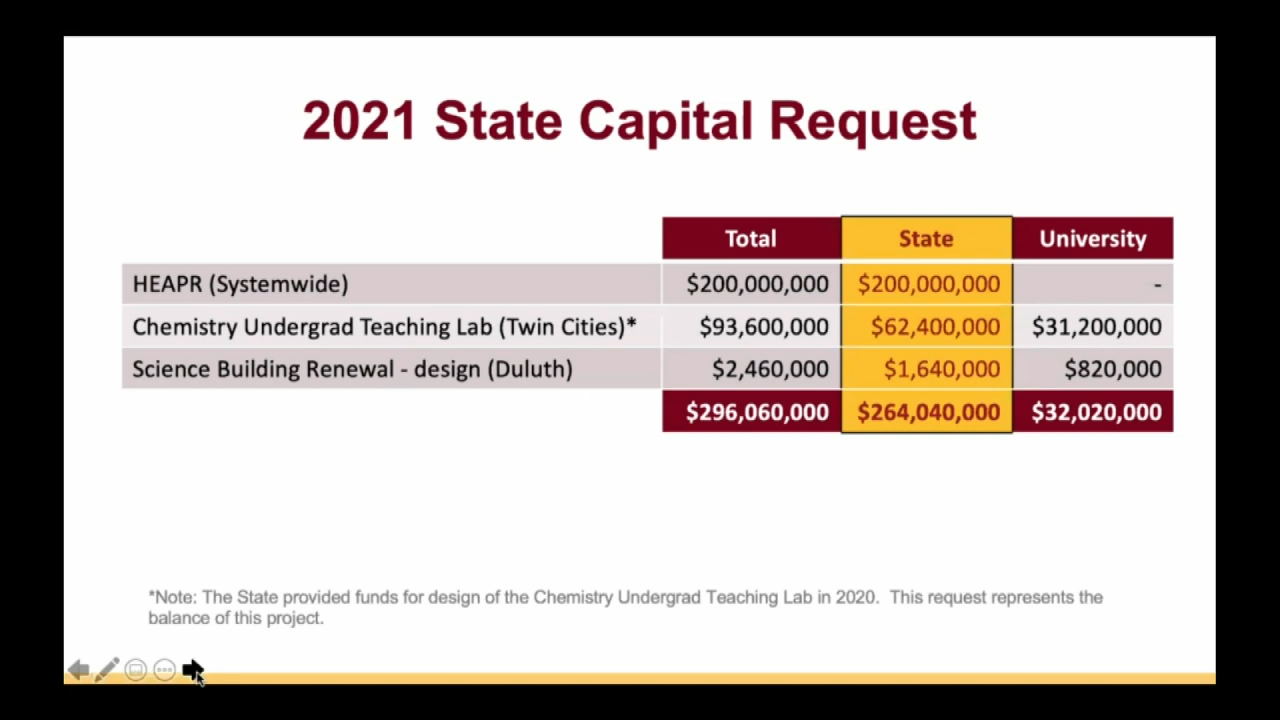 2021 State Capital Request
Total State University
HEAPR (Systemwide) $200,000,000 $200,000,000 -
Chemistry Undergrad Teaching Lab (Twin Cities)* $93,600,000 $62,400,000 $31,200,000
Science Building Renewal - design (Duluth) $2,460,000 $1,640,000 $820,000
$296,060,000 $264,040,000 $32,020,000
*Note: The State provided funds for design of the Chemistry Undergrad Teaching Lab in 2020. This request represents the
balance of this project.